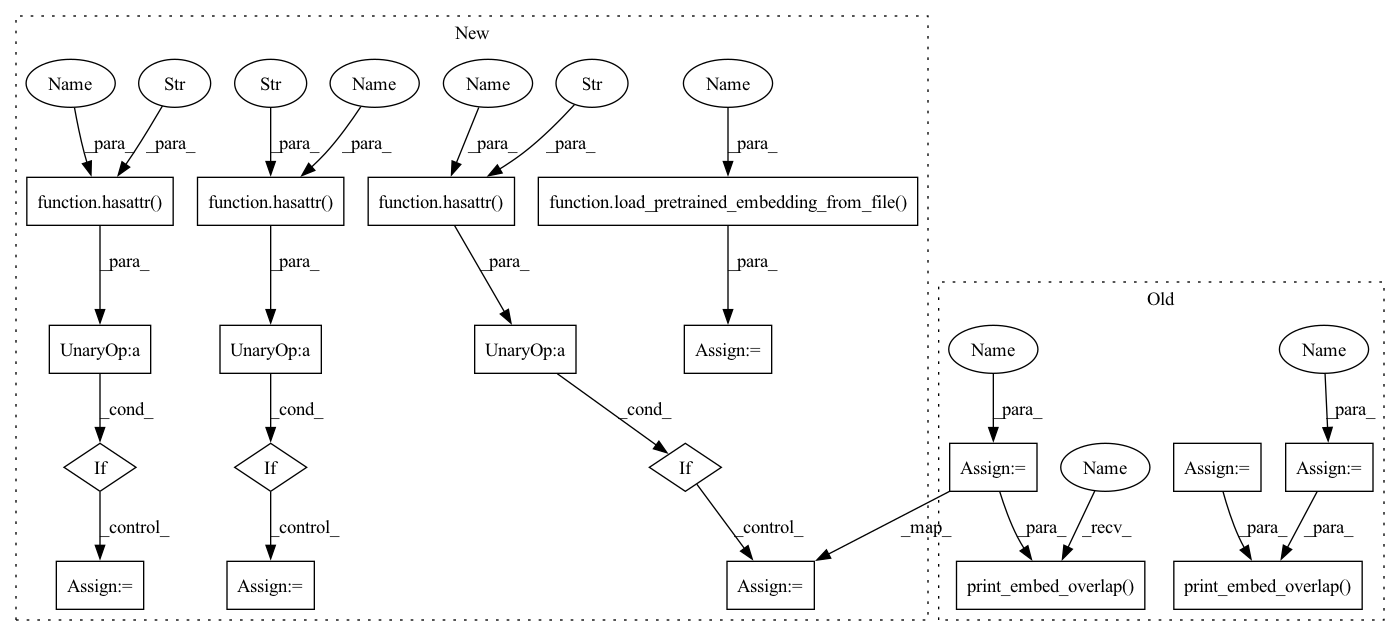 New
Name Str Str Name Name Str Name
_para_ _para_ _para_ _para_ _para_ _para_ _para_
function.hasattr() function.hasattr() function.hasattr() function.load_pretrained_embedding_from_file()
_para_ _para_ _para_ _para_
Old
UnaryOp:a UnaryOp:a UnaryOp:a Assign:= Name Name
_cond_ _cond_ _cond_ _para_ _para_
If If If Assign:= Name Assign:= Assign:=
_control_ _control_ _control_ _map_ _para_ _recv_ _para_ _para_
Assign:= Assign:= Assign:= print_embed_overlap() print_embed_overlap()